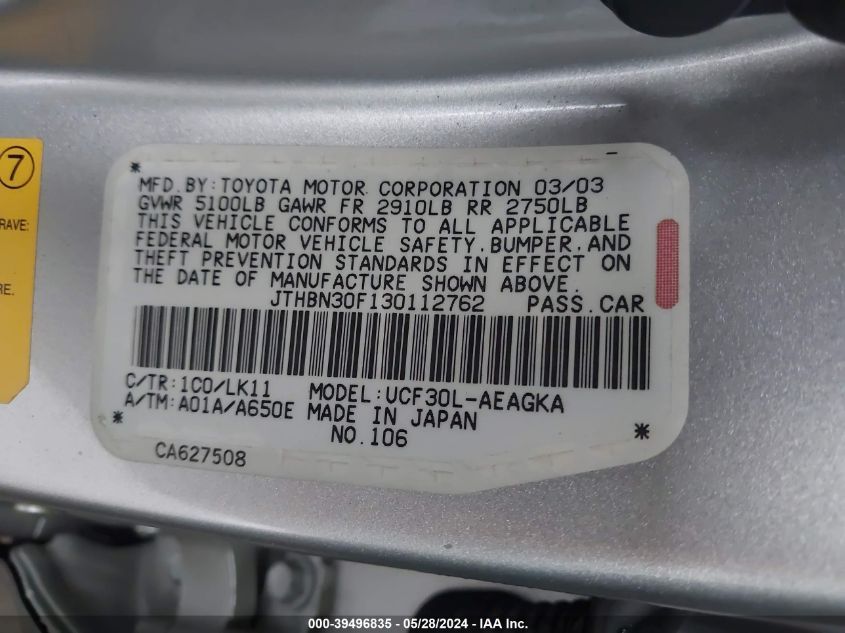 7
RAVE:
RE.
MFD.BY:TOYOTA MOTOR CORPORATION 03/03
GVWR 5100LB GAWR FR 2910LB RR 2750LB
THIS VEHICLE CONFORMS TO ALL APPLICABLE
FEDERAL MOTOR VEHICLE SAFETY.BUMPER.AND
THEFT PREVENTION STANDARDS IN EFFECT ON
THE DATE OF MANUFACTURE SHOWN ABOVE.
JTHBN30F130112762 PASS.CAR
C/TR:1C0/LK11 MODEL:UCF30L-AEAGKA
A/TM:A01A/A650E MADE IN JAPAN
NO.106
CA627508
000-39496835 / 05/28/2024 - IAA Inc.